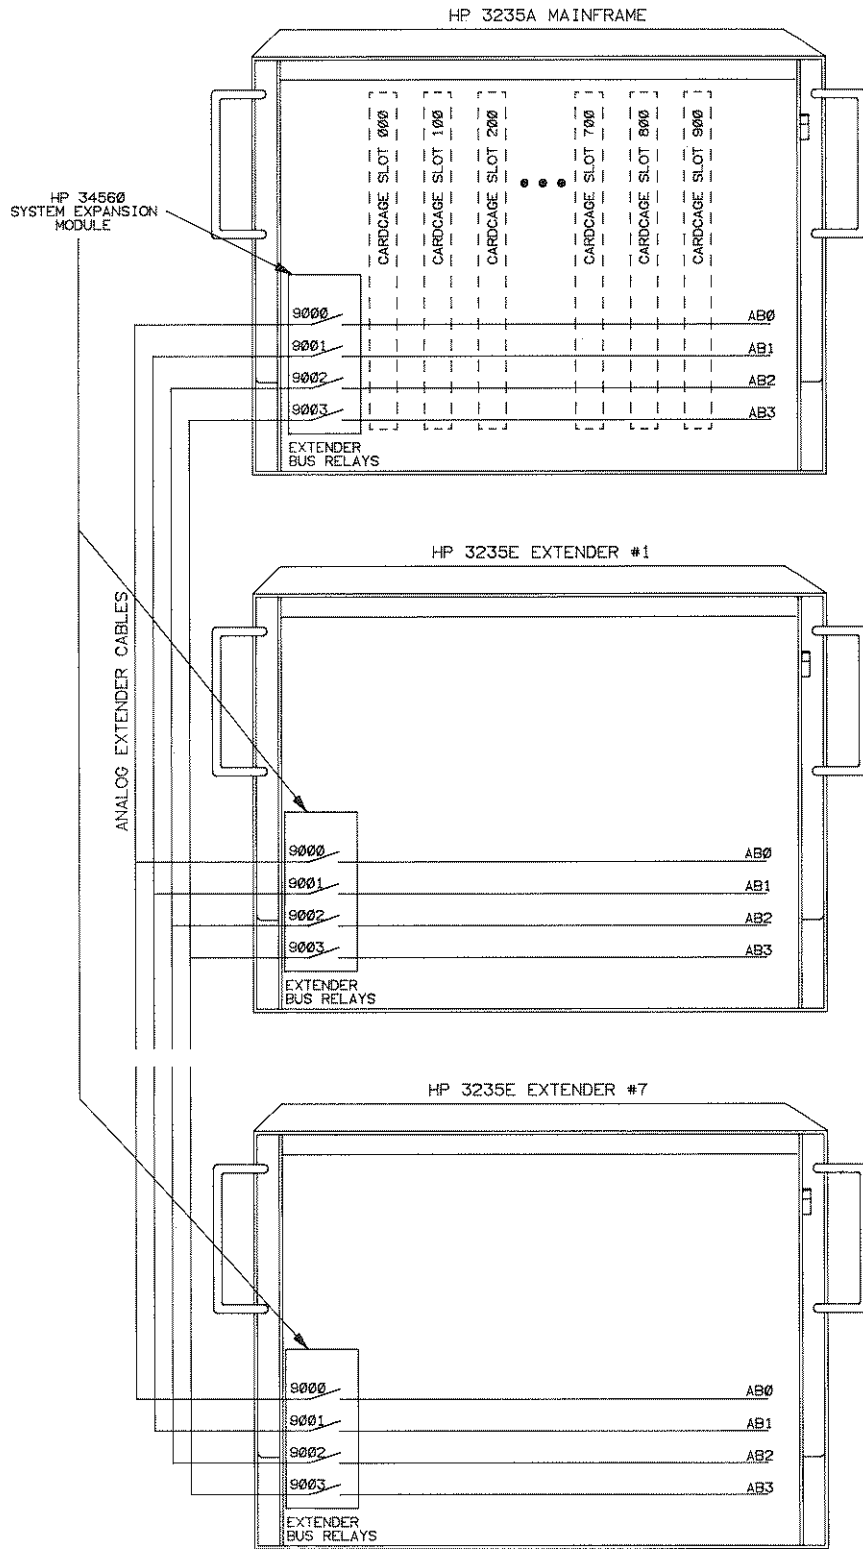 HP 3235A MAINFRAME
CARDCAGE SLOT 000
CARDCAGE SLOT 100
CARDCAGE SLOT 200
CARDCAGE SLOT 700
CARDCAGE SLOT 800
CARDCAGE SLOT 900
HP 34560
SYSTEM EXPANSION
MODULE
9000
AB0
9001
AB1
9002
AB2
9003
AB3
EXTENDER
BUS RELAYS
ANALOG EXTENDER CABLES
HP 3235E EXTENDER #1
9000
AB0
9001
AB1
9002
AB2
9003
AB3
EXTENDER
BUS RELAYS
HP 3235E EXTENDER #7
9000
AB0
9001
AB1
9002
AB2
9003
AB3
EXTENDER
BUS RELAYS